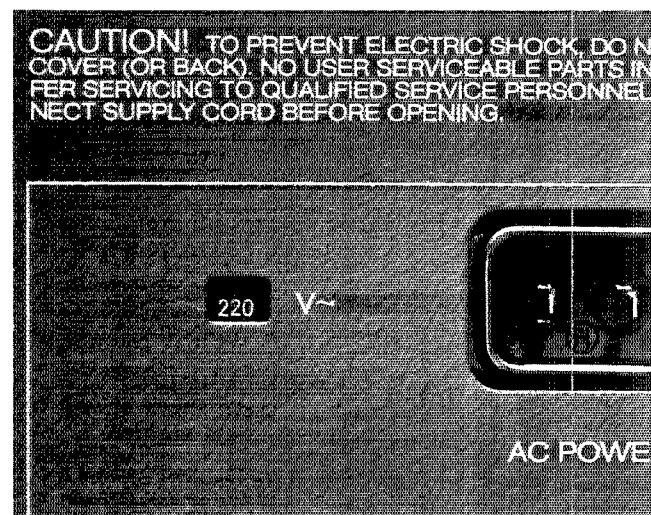 CAUTION! TO PREVENT ELECTRIC SHOCK, DO N
COVER (OR BACK). NO USER SERVICEABLE PARTS IN
FER SERVICING TO QUALIFIED SERVICE PERSONNEL
NECT SUPPLY CORD BEFORE OPENING.
220 V~
AC POWE